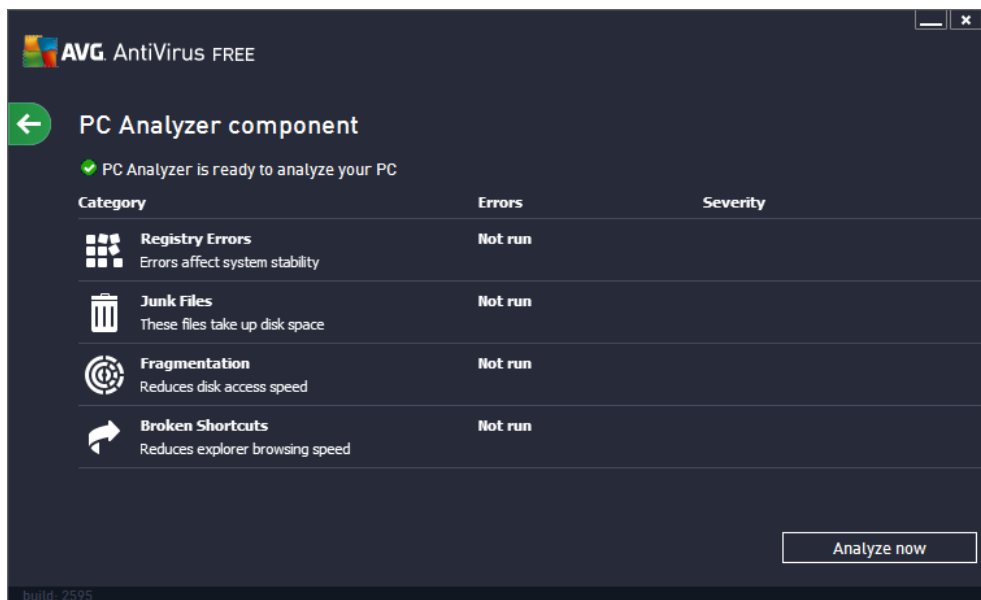 AVG. AntiVirus FREE
PC Analyzer component
PC Analyzer is ready to analyze your PC
Category Errors Severity
Registry Errors Not run
Errors affect system stability
Junk Files Not run
These files take up disk space
Fragmentation Not run
Reduces disk access speed
Broken Shortcuts Not run
Reduces explorer browsing speed
Analyze now
build: 2595